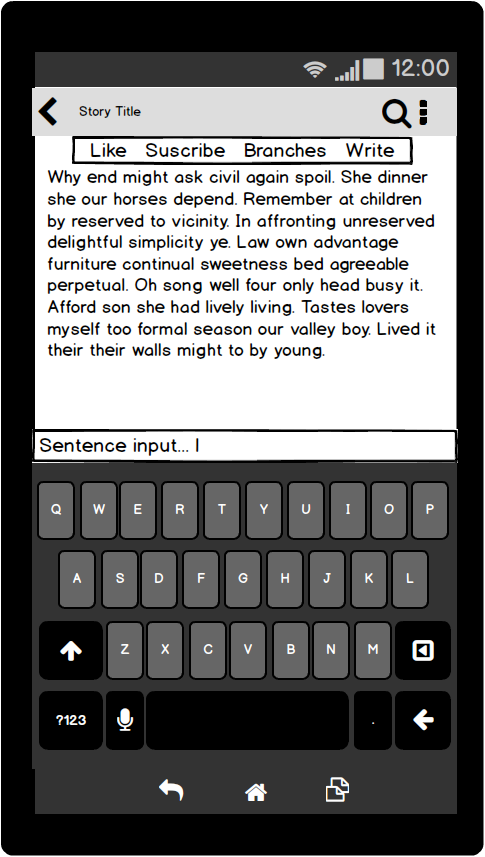 12:00
Story Title
Like Suscribe Branches Write
Why end might ask civil again spoil. She dinner
she our horses depend. Remember at children
by reserved to vicinity. In affronting unreserved
delightful simplicity ye. Law own advantage
furniture continual sweetness bed agreeable
perpetual. Oh song well four only head busy it.
Afford son she had lively living. Tastes lovers
myself too formal season our valley boy. Lived it
their their walls might to by young.
Sentence input... I
Q W E R T Y U I O P
A S D F G H J K L
Z X C V B N M
?123 .